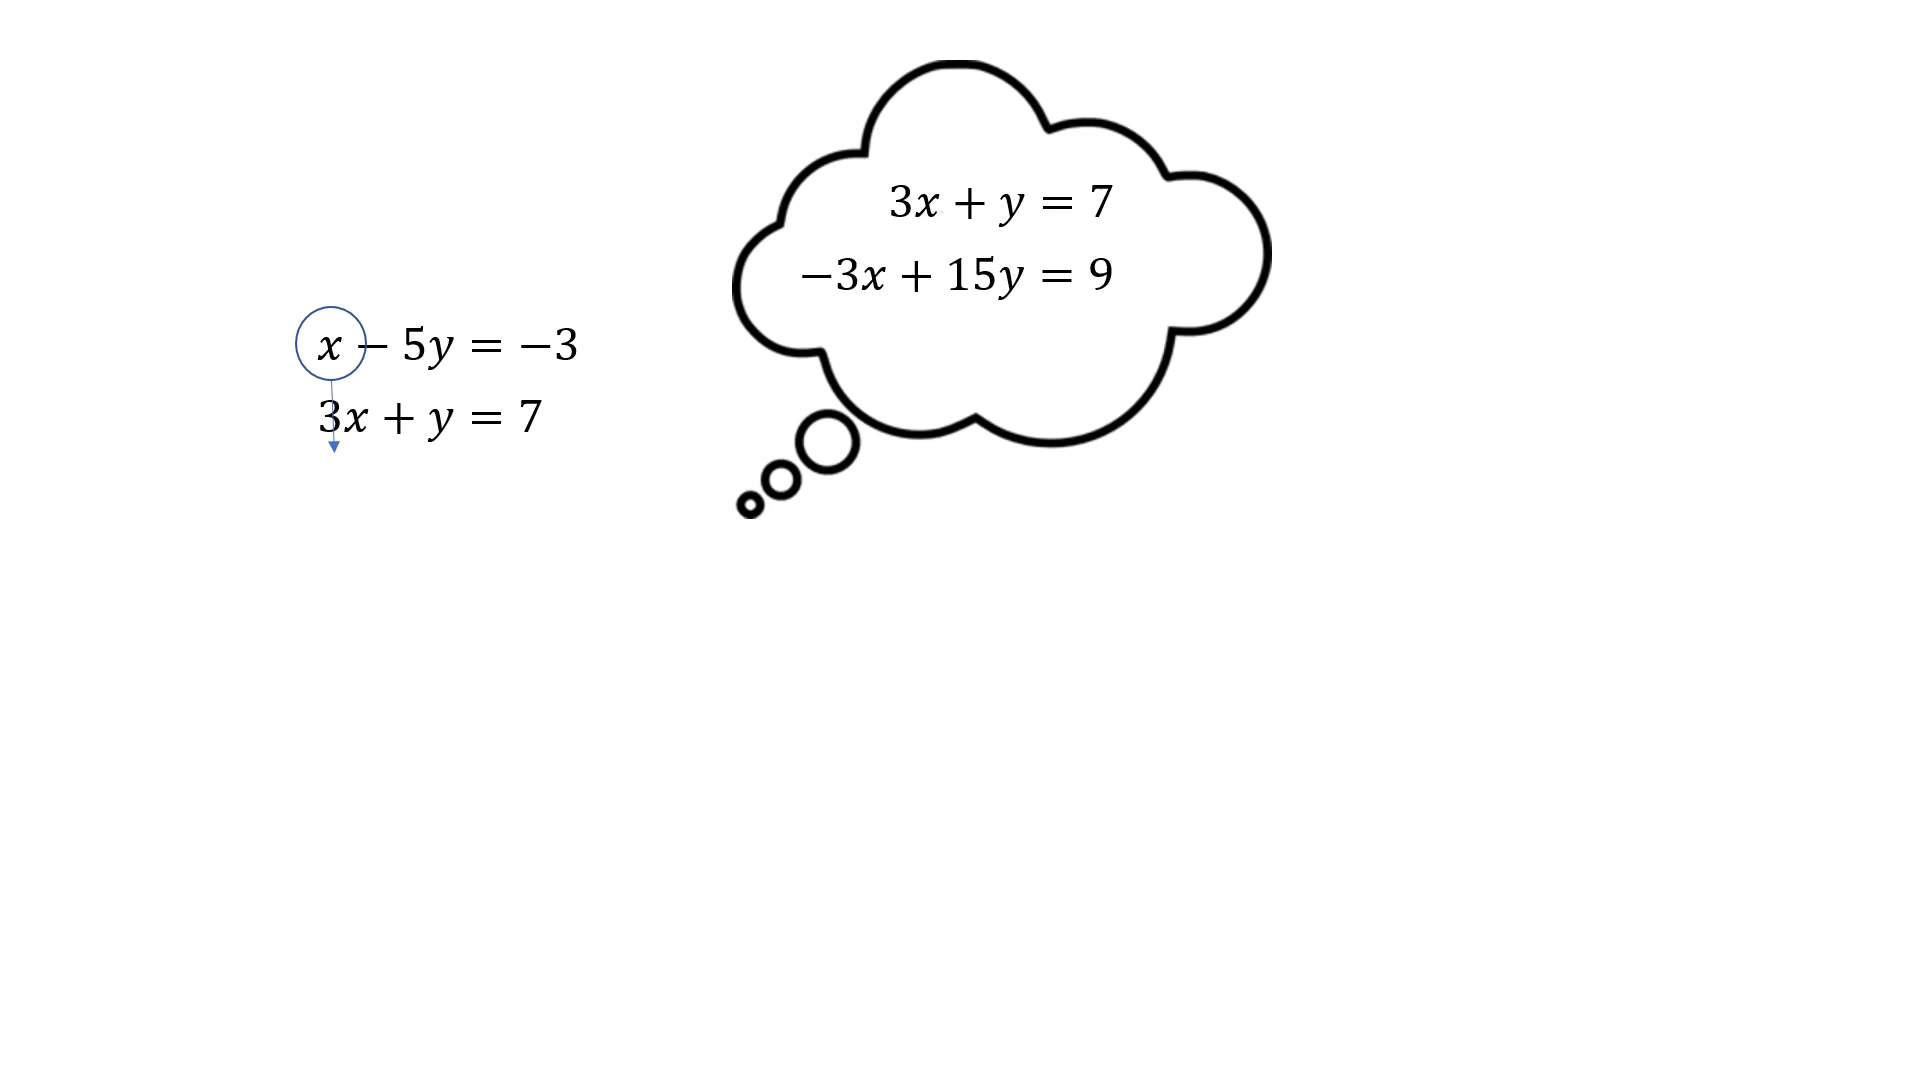 x − 5y = −3
3x + y = 7
3x + y = 7
−3x + 15y = 9